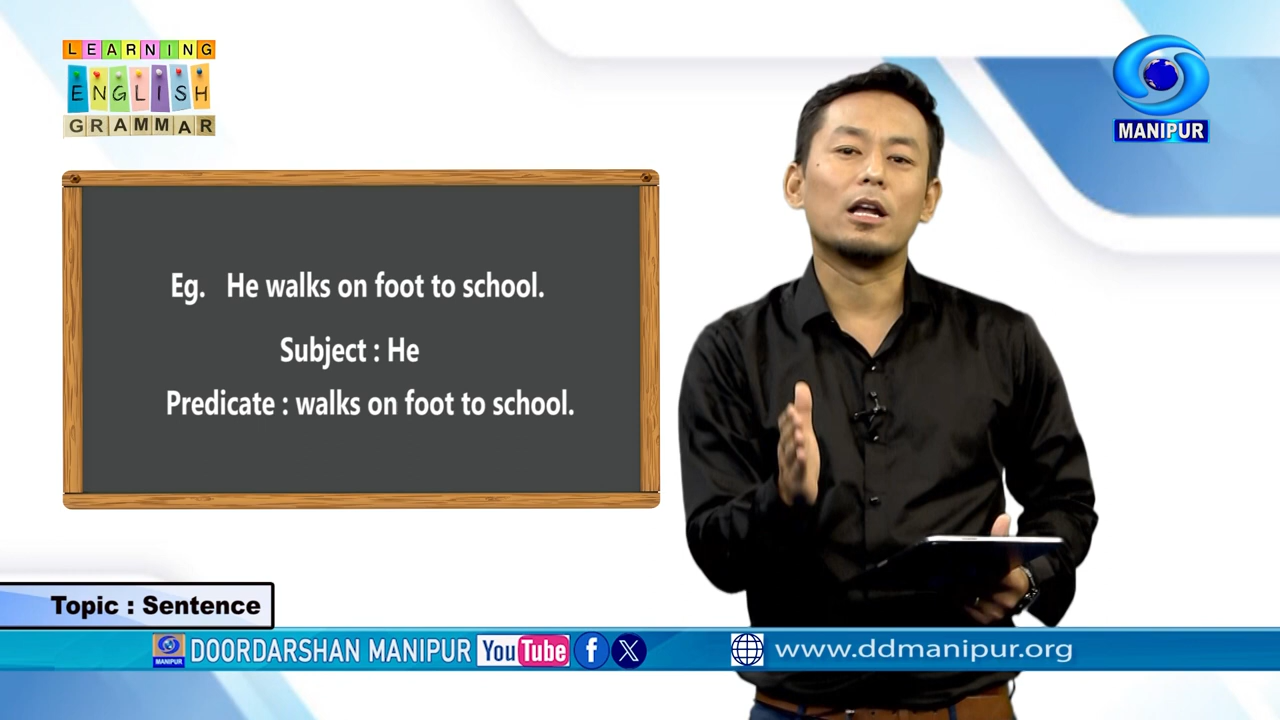 LEARNING
ENGLISH
GRAMMAR
MANIPUR
Eg. He walks on foot to school.
Subject : He
Predicate : walks on foot to school.
Topic : Sentence
MANIPUR
DOORDARSHAN MANIPUR YouTube f X www.ddmanipur.org